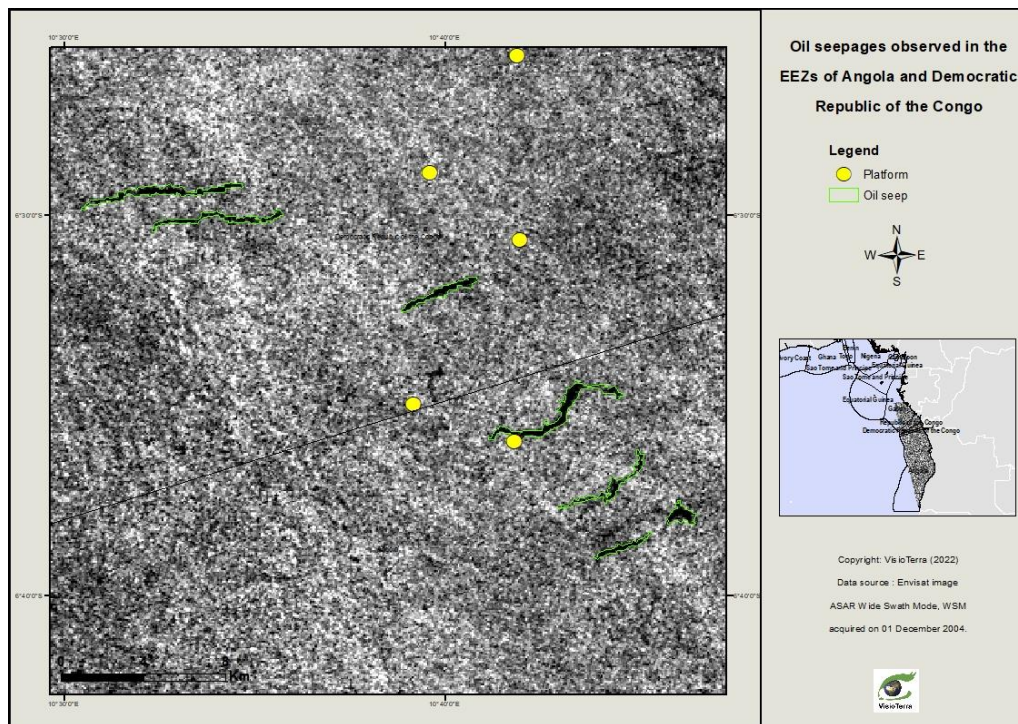 10°30'0"E
10°40'0"E
6°30'0"S
6°30'0"S
6°40'0"S
6°40'0"S
Km
10°30'0"E
10°40'0"E
Oil seepages observed in the
EEZs of Angola and Democratic
Republic of the Congo
Legend
Platform
Oil seep
N
W
E
S
Ghana
Togo
Benin
Nigeria
Sao Tome and Principe
Equatorial Guinea
Republic of the Congo
Copyright: VisioTerra (2022)
Data source : Envisat image
ASAR Wide Swath Mode, WSM
acquired on 01 December 2004.
VisioTerra